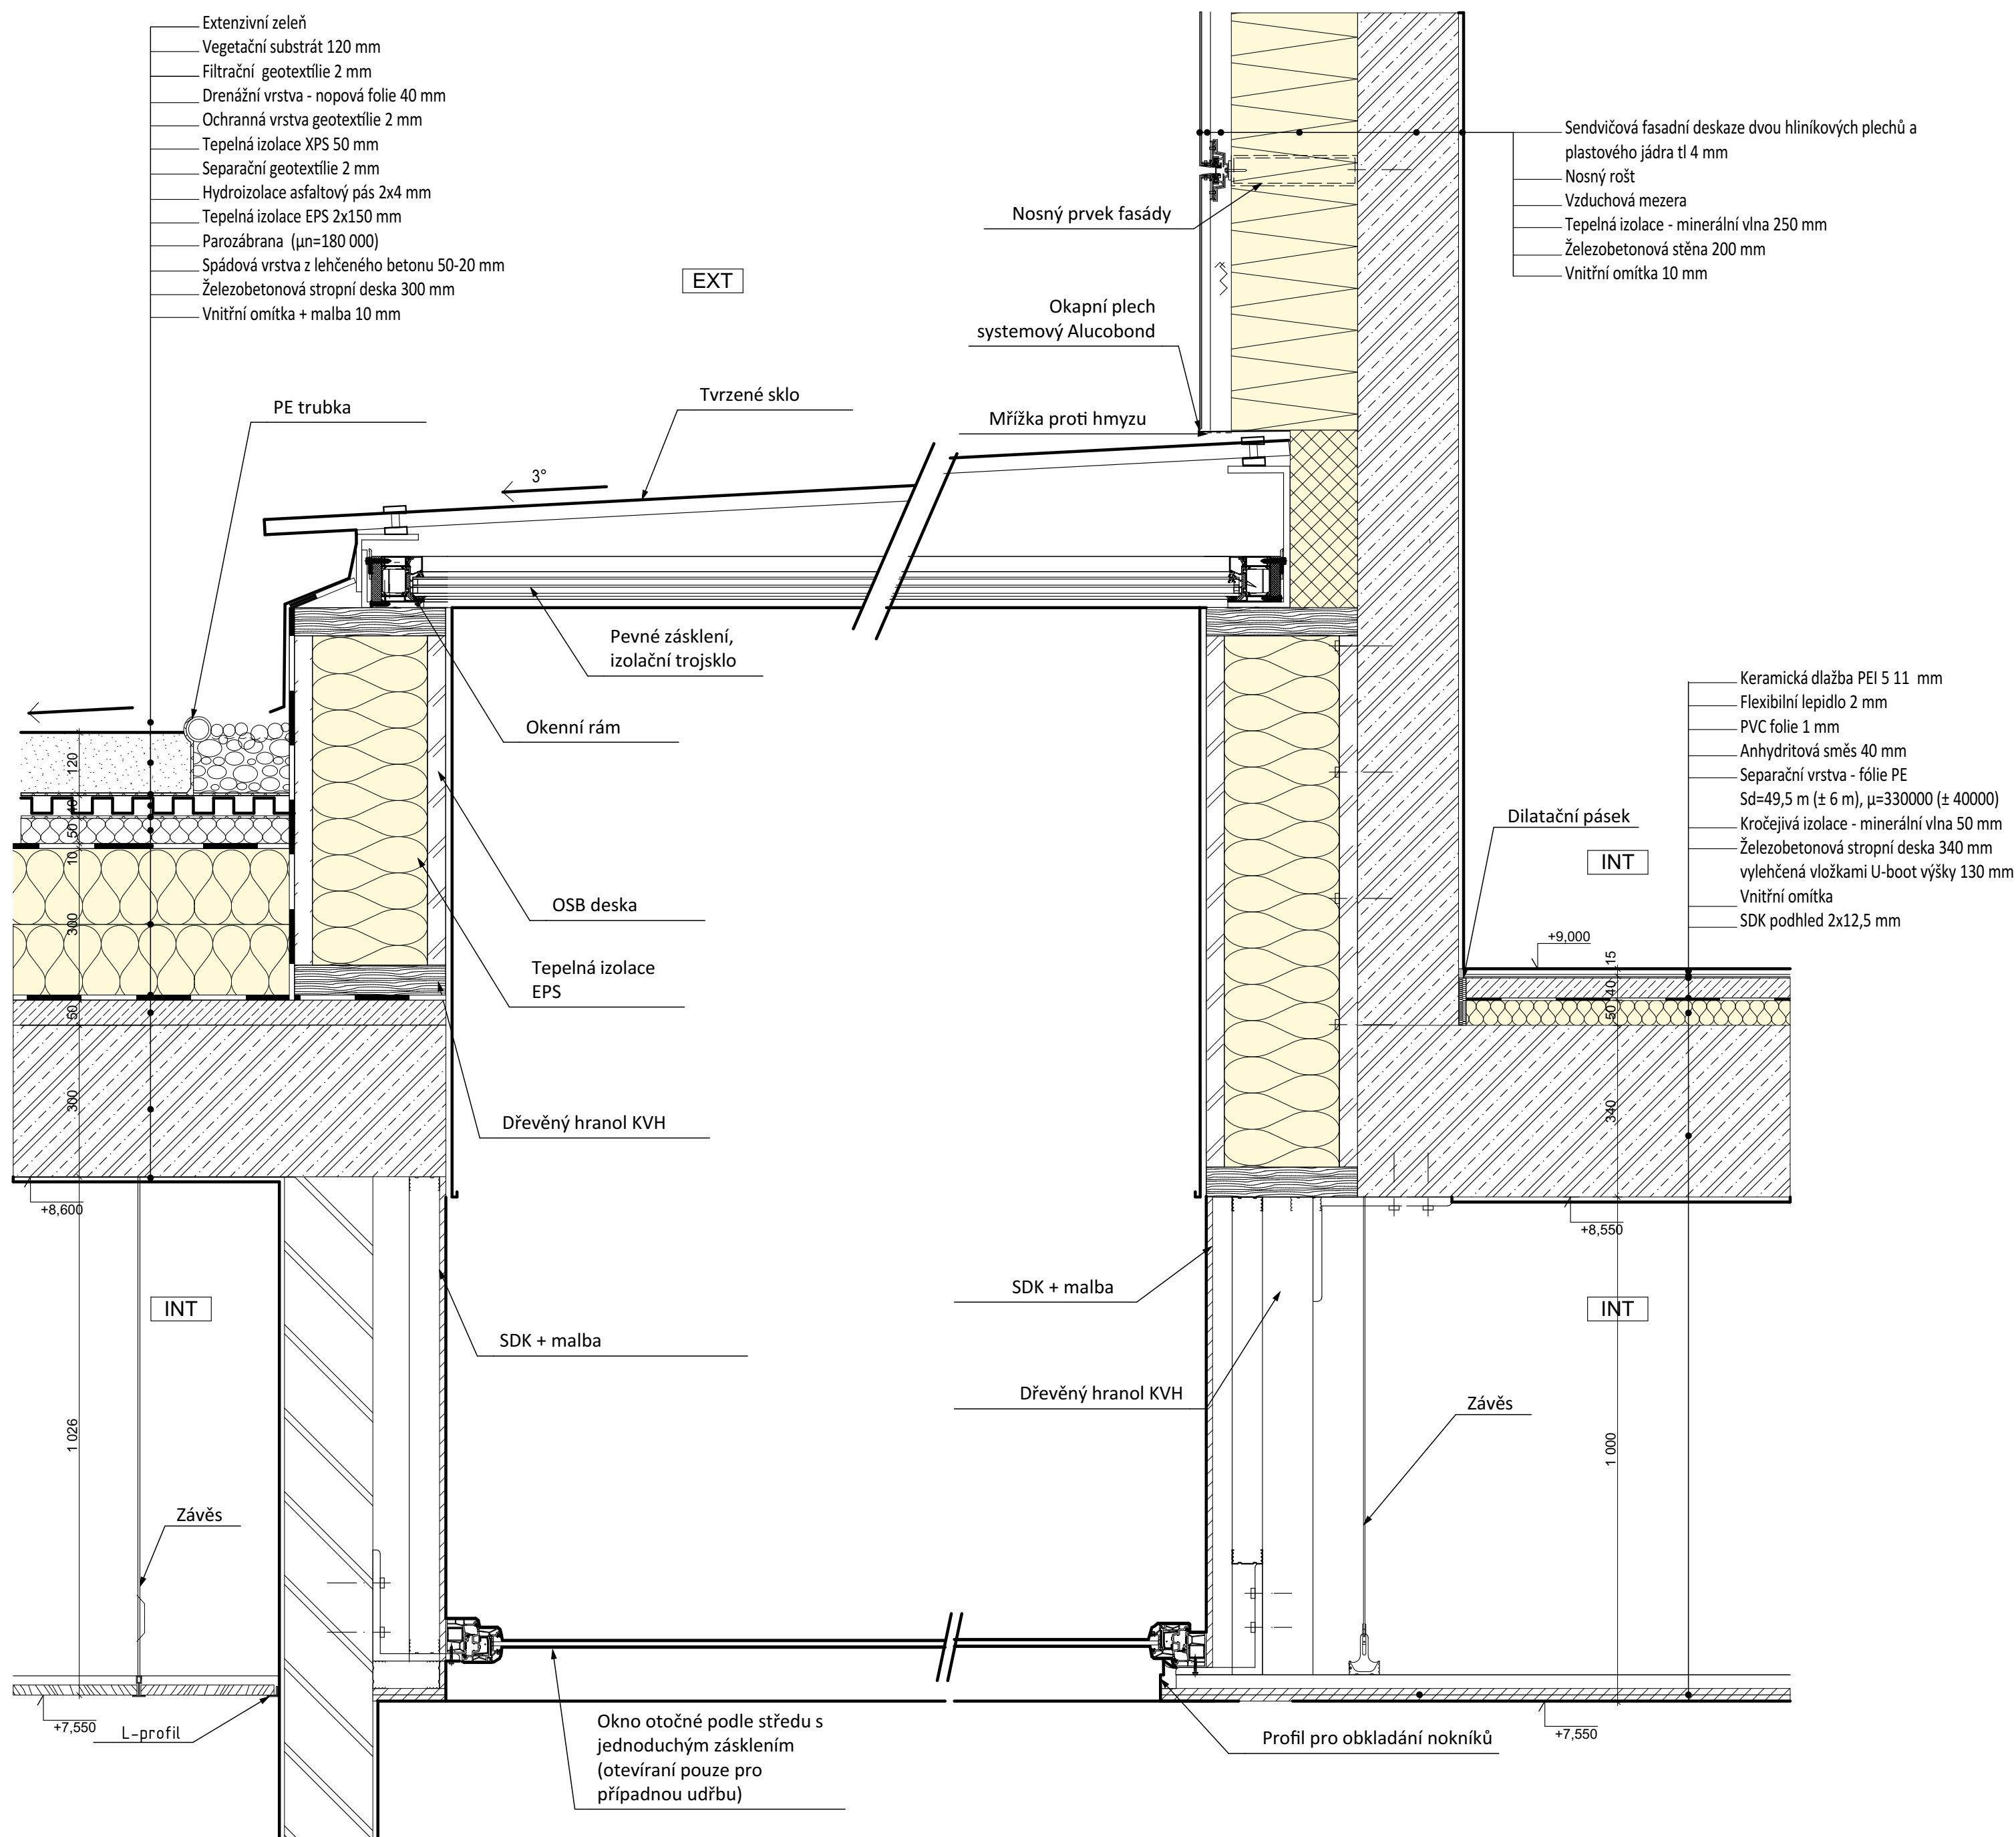 Extenzivní zeleň
Vegetační substrát 120 mm
Filtrační  geotextílie 2 mm
Drenážní vrstva - nopová folie 40 mm
Ochranná vrstva geotextílie 2 mm
Tepelná izolace XPS 50 mm
Separační geotextílie 2 mm
Hydroizolace asfaltový pás 2x4 mm
Tepelná izolace EPS 2x150 mm
Parozábrana  (μn=180 000)
Spádová vrstva z lehčeného betonu 50-20 mm
Železobetonová stropní deska 300 mm
Vnitřní omítka + malba 10 mm
Sendvičová fasadní deskaze dvou hliníkových plechů a
plastového jádra tl 4 mm
Nosný rošt
Vzduchová mezera
Tepelná izolace - minerální vlna 250 mm
Železobetonová stěna 200 mm
Vnitřní omítka 10 mm
Nosný prvek fasády
EXT
Okapní plech
systemový Alucobond
Mřížka proti hmyzu
Tvrzené sklo
PE trubka
3°
Pevné zásklení,
izolační trojsklo
Okenní rám
OSB deska
Tepelná izolace
EPS
Dřevěný hranol KVH
120
40
50
10
300
50
300
+8,600
1 026
Keramická dlažba PEI 5 11  mm
Flexibilní lepidlo 2 mm
PVC folie 1 mm
Anhydritová směs 40 mm
Separační vrstva - fólie PE
Sd=49,5 m (± 6 m), μ=330000 (± 40000)
Kročejivá izolace - minerální vlna 50 mm
Železobetonová stropní deska 340 mm
vylehčená vložkami U-boot výšky 130 mm
Vnitřní omítka
SDK podhled 2x12,5 mm
Dilatační pásek
INT
+9,000
15
40
50
340
+8,550
INT
SDK + malba
SDK + malba
INT
Dřevěný hranol KVH
Závěs
1 000
Závěs
+7,550
L-profil
Okno otočné podle středu s
jednoduchým zásklením
(otevíraní pouze pro
případnou udřbu)
Profil pro obkládání nokníků
+7,550